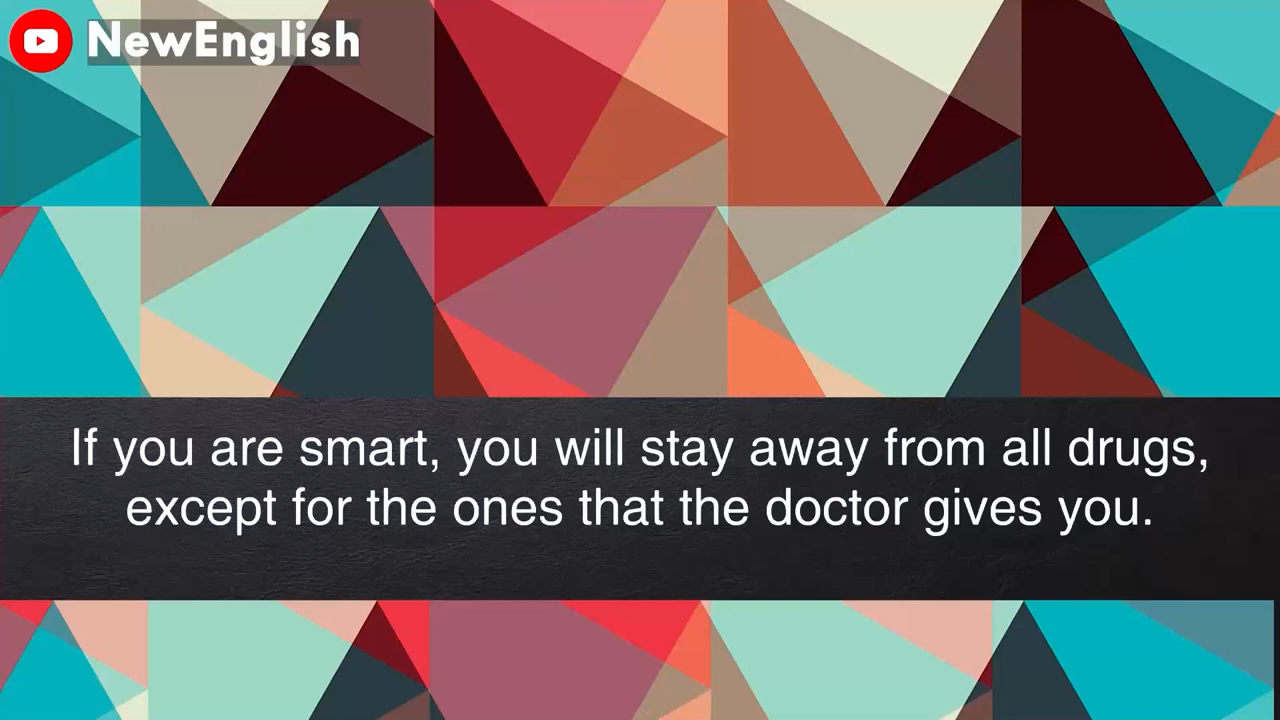 NewEnglish
If you are smart, you will stay away from all drugs,
except for the ones that the doctor gives you.